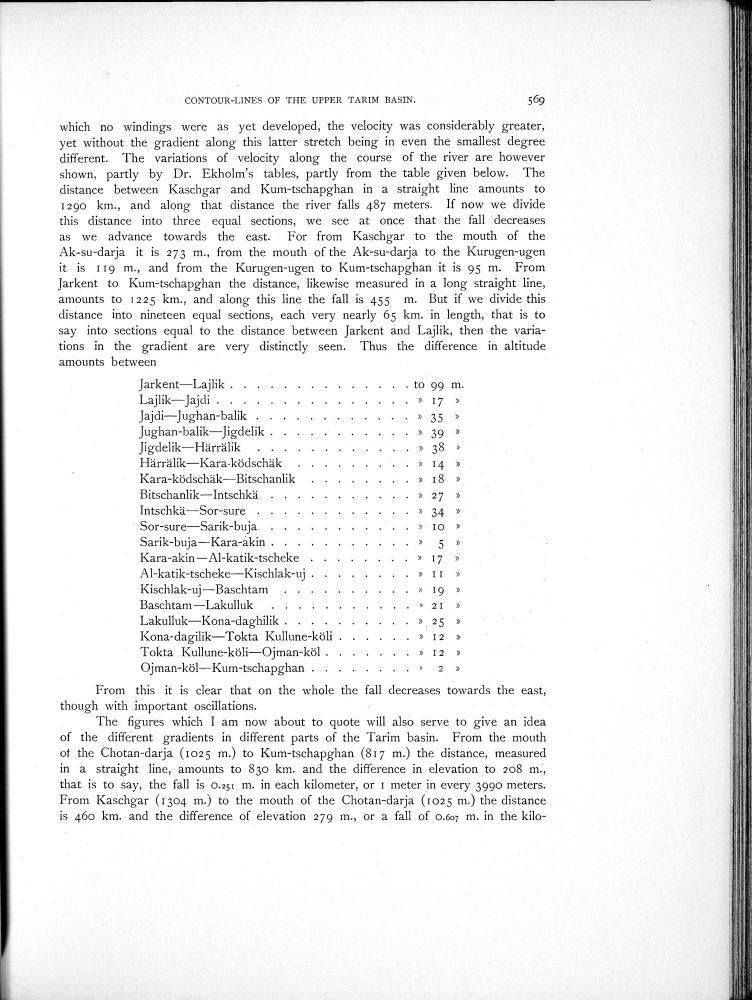 CONTOUR-LINES OF THE UPPER TARIM BASIN. 569
which no windings were as yet developed, the velocity was considerably greater,
yet without the gradient along this latter stretch being in even the smallest degree
different. The variations of velocity along the course of the river are however
shown, partly by Dr. Ekholm's tables, partly from the table given below. The
distance between Kaschgar and Kum-tschapghan in a straight line amounts to
1290 km., and along that distance the river falls 487 meters. If now we divide
this distance into three equal sections, we see at once that the fall decreases
as we advance towards the east. For from Kaschgar to the mouth of the
Ak-su-darja it is 273 m., from the mouth of the Ak-su-darja to the Kurugen-ugen
it is 119 m., and from the Kurugen-ugen to Kum-tschapghan it is 95 m. From
Jarkent to Kum-tschapghan the distance, likewise measured in a long straight line,
amounts to 1225 km., and along this line the fall is 455 m. But if we divide this
distance into nineteen equal sections, each very nearly 65 km. in length, that is to
say into sections equal to the distance between Jarkent and Lajlik, then the varia-
tions in the gradient are very distinctly seen. Thus the difference in altitude
amounts between
Jarkent—Lajlik . . . . . . . . . . . . . . to 99 m.
Lajlik—Jajdi . . . . . . . . . . . . . . . » 17 »
Jajdi—Jughan-balik . . . . . . . . . . . . » 35 »
Jughan-balik—Jigdelik . . . . . . . . . . . » 39 »
Jigdelik—Härrälik . . . . . . . . . . . . » 38 »
Härrälik—Kara-ködschäk . . . . . . . . . » 14 »
Kara-ködschäk—Bitschanlik . . . . . . . . » 18 »
Bitschanlik—Intschkä . . . . . . . . . . . » 27 »
Intschkä—Sor-sure . . . . . . . . . . . . » 34 »
Sor-sure—Sarik-buja . . . . . . . . . . . . » 10 »
Sarik-buja—Kara-akin . . . . . . . . . . . » 5 »
Kara-akin—Al-katik-tscheke . . . . . . . . » 17 »
Al-katik-tscheke—Kischlak-uj . . . . . . . . » 11 »
Kischlak-uj—Baschtam . . . . . . . . . . » 19 »
Baschtam—Lakulluk . . . . . . . . . . . » 21 »
Lakulluk—Kona-daghilik . . . . . . . . . . » 25 »
Kona-dagilik—Tokta Kullune-köli . . . . . . » 12 »
Tokta Kullune-köli—Ojman-köl . . . . . . . » 12 »
Ojman-köl—Kum-tschapghan . . . . . . . . » 2 »
From this it is clear that on the whole the fall decreases towards the east,
though with important oscillations.
The figures which I am now about to quote will also serve to give an idea
of the different gradients in different parts of the Tarim basin. From the mouth
of the Chotan-darja (1025 m.) to Kum-tschapghan (817 m.) the distance, measured
in a straight line, amounts to 830 km. and the difference in elevation to 208 m.,
that is to say, the fall is 0.251 m. in each kilometer, or 1 meter in every 3990 meters.
From Kaschgar (1304 m.) to the mouth of the Chotan-darja (1025 m.) the distance
is 460 km. and the difference of elevation 279 m., or a fall of 0.607 m. in the kilo-